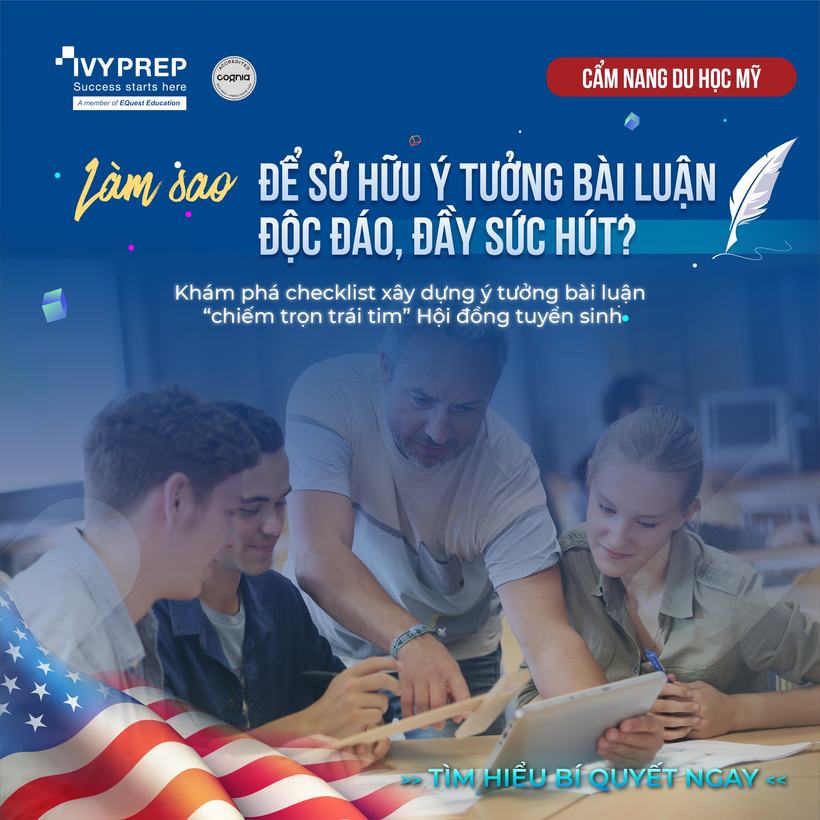 IVYPREP
Success starts here
A member of EQuest Education
ACCREDITED
cognia
CẨM NANG DU HỌC MỸ
Làm sao ĐỂ SỞ HỮU Ý TƯỞNG BÀI LUẬN
ĐỘC ĐÁO, ĐẦY SỨC HÚT?
Khám phá checklist xây dựng ý tưởng bài luận
“chiếm trọn trái tim” Hội đồng tuyển sinh
>> TÌM HIỂU BÍ QUYẾT NGAY <<